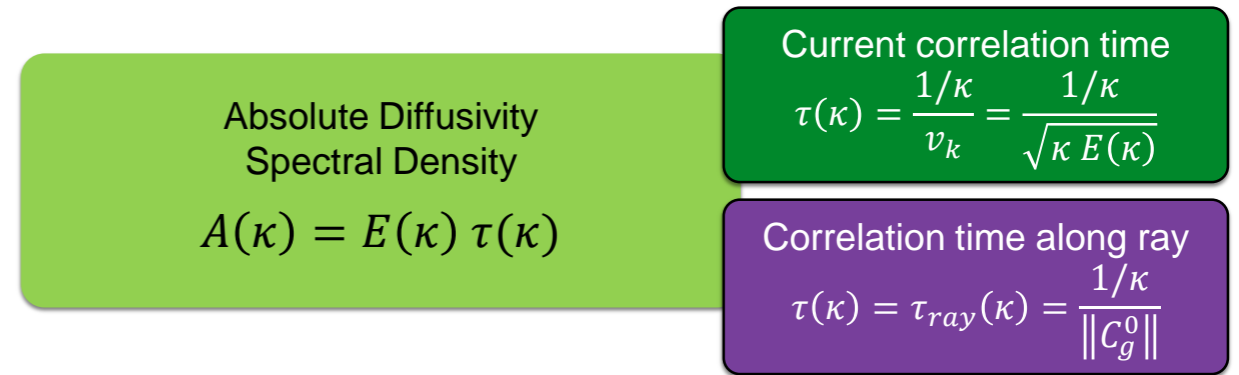 Absolute Diffusivity
Spectral Density
A(κ) = E(κ) τ(κ)
Current correlation time
τ(κ) = (1/κ)/v_k = (1/κ)/√(κ E(κ))
Correlation time along ray
τ(κ) = τ_ray(κ) = (1/κ)/‖C_g^0‖